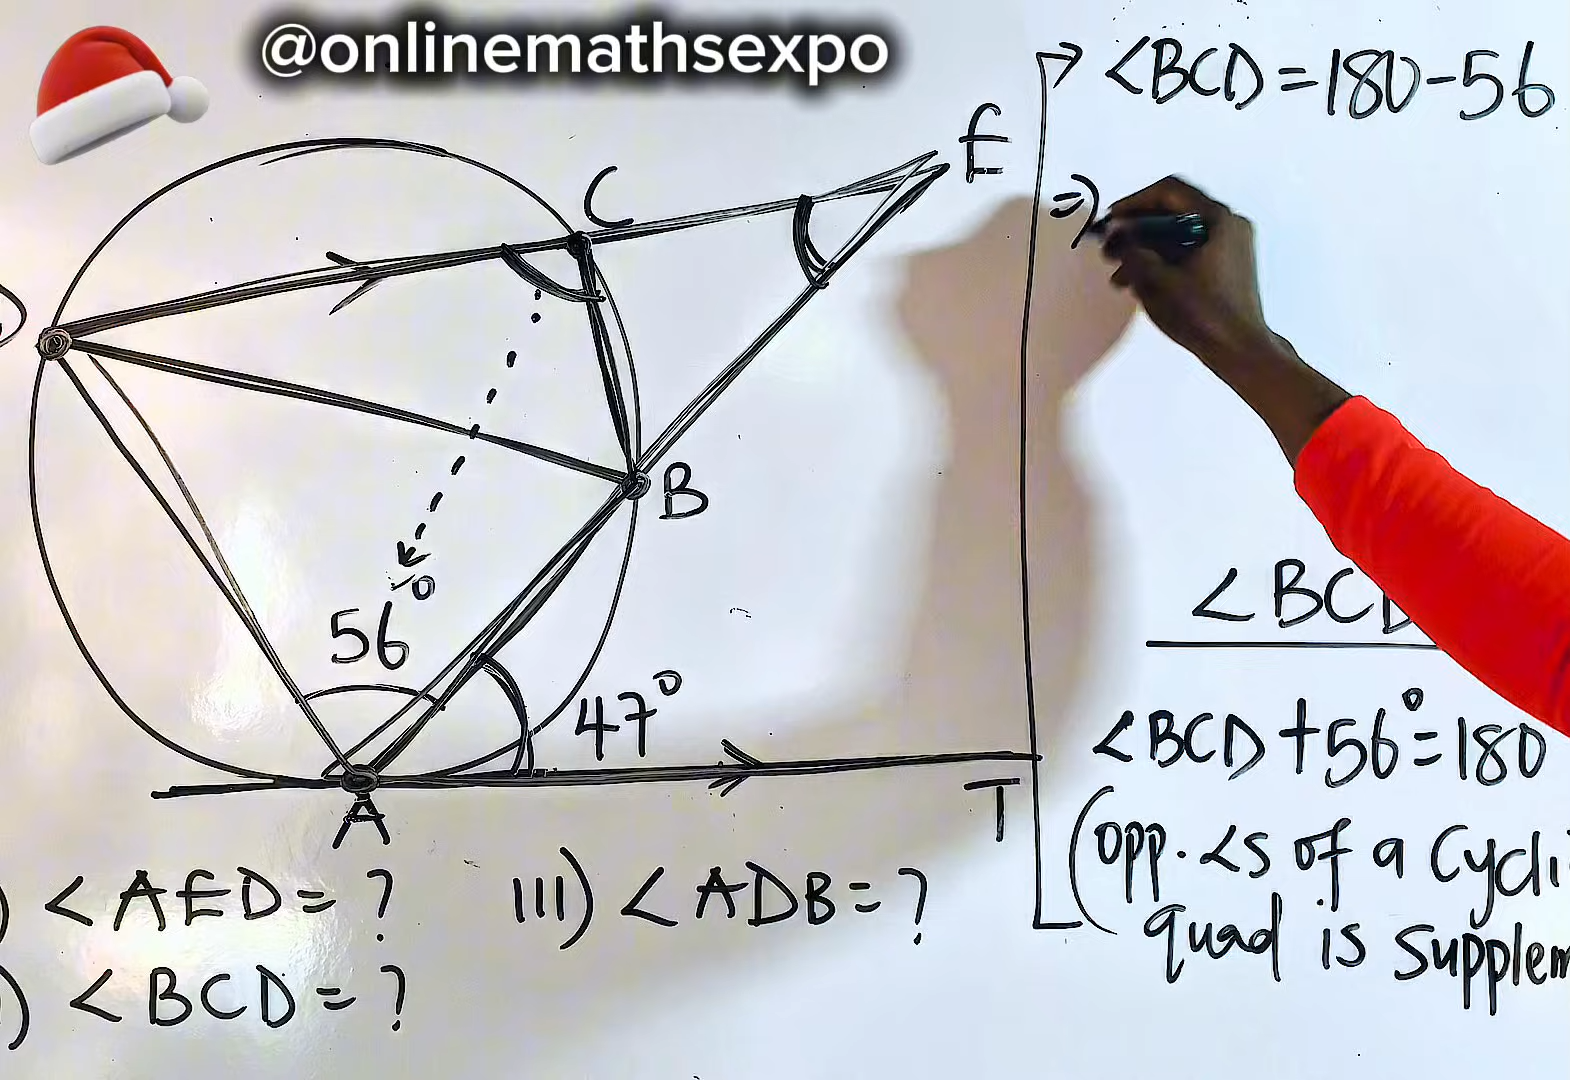 @onlinemathsexpo
<BCD=180-56
E
C
=)
B
56°
47°
<BCD
<BCD+56°=180
A
T
(opp. <s of a cycli
quad is supplem
) <AED=?
III) <ADB=?
) <BCD=?